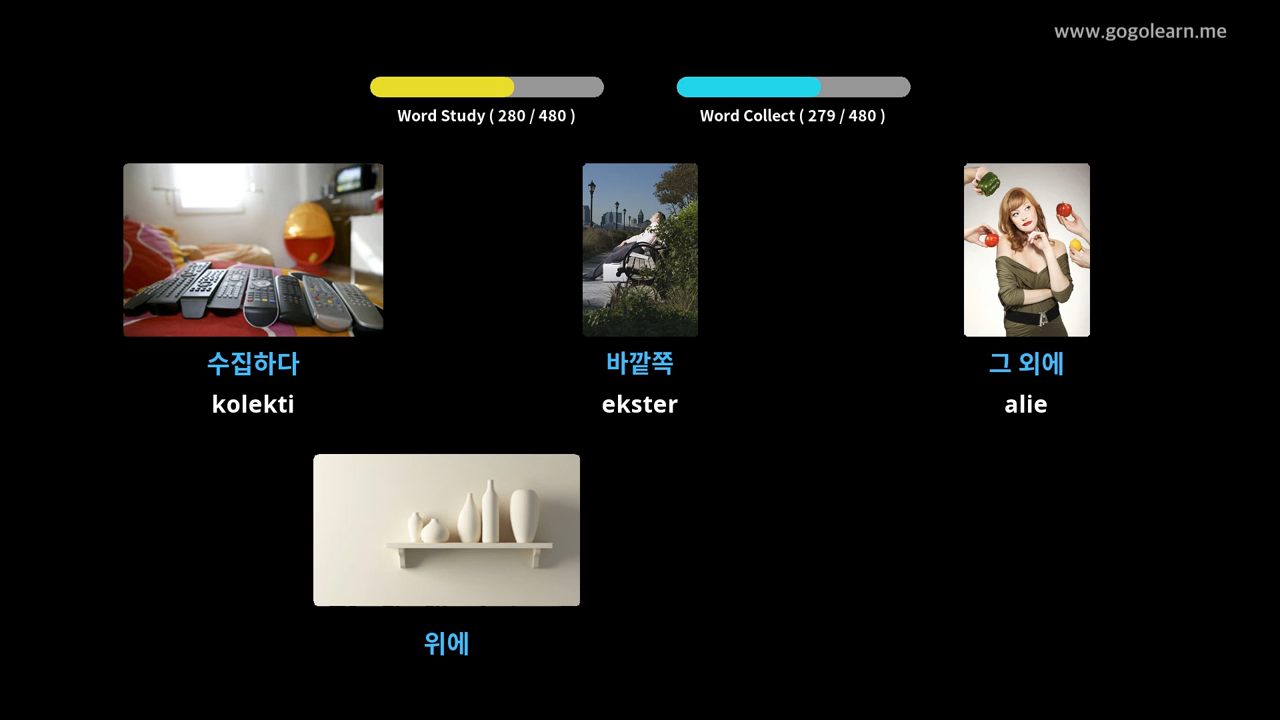 www.gogolearn.me
Word Study ( 280 / 480 )
Word Collect ( 279 / 480 )
수집하다
바깥쪽
그 외에
kolekti
ekster
alie
위에